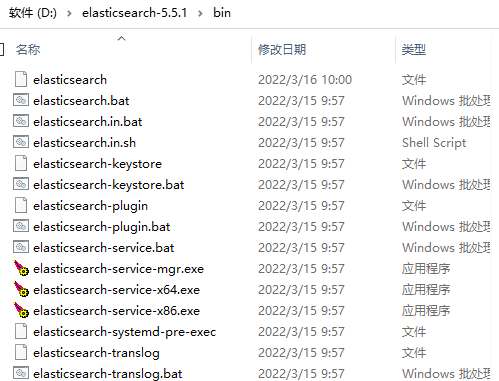 软件 (D:) > elasticsearch-5.5.1 > bin
名称 修改日期 类型
elasticsearch 2022/3/16 10:00 文件
elasticsearch.bat 2022/3/15 9:57 Windows 批处理
elasticsearch.in.bat 2022/3/15 9:57 Windows 批处理
elasticsearch.in.sh 2022/3/15 9:57 Shell Script
elasticsearch-keystore 2022/3/15 9:57 文件
elasticsearch-keystore.bat 2022/3/15 9:57 Windows 批处理
elasticsearch-plugin 2022/3/15 9:57 文件
elasticsearch-plugin.bat 2022/3/15 9:57 Windows 批处理
elasticsearch-service.bat 2022/3/15 9:57 Windows 批处理
elasticsearch-service-mgr.exe 2022/3/15 9:57 应用程序
elasticsearch-service-x64.exe 2022/3/15 9:57 应用程序
elasticsearch-service-x86.exe 2022/3/15 9:57 应用程序
elasticsearch-systemd-pre-exec 2022/3/15 9:57 文件
elasticsearch-translog 2022/3/15 9:57 文件
elasticsearch-translog.bat 2022/3/15 9:57 Windows 批处理